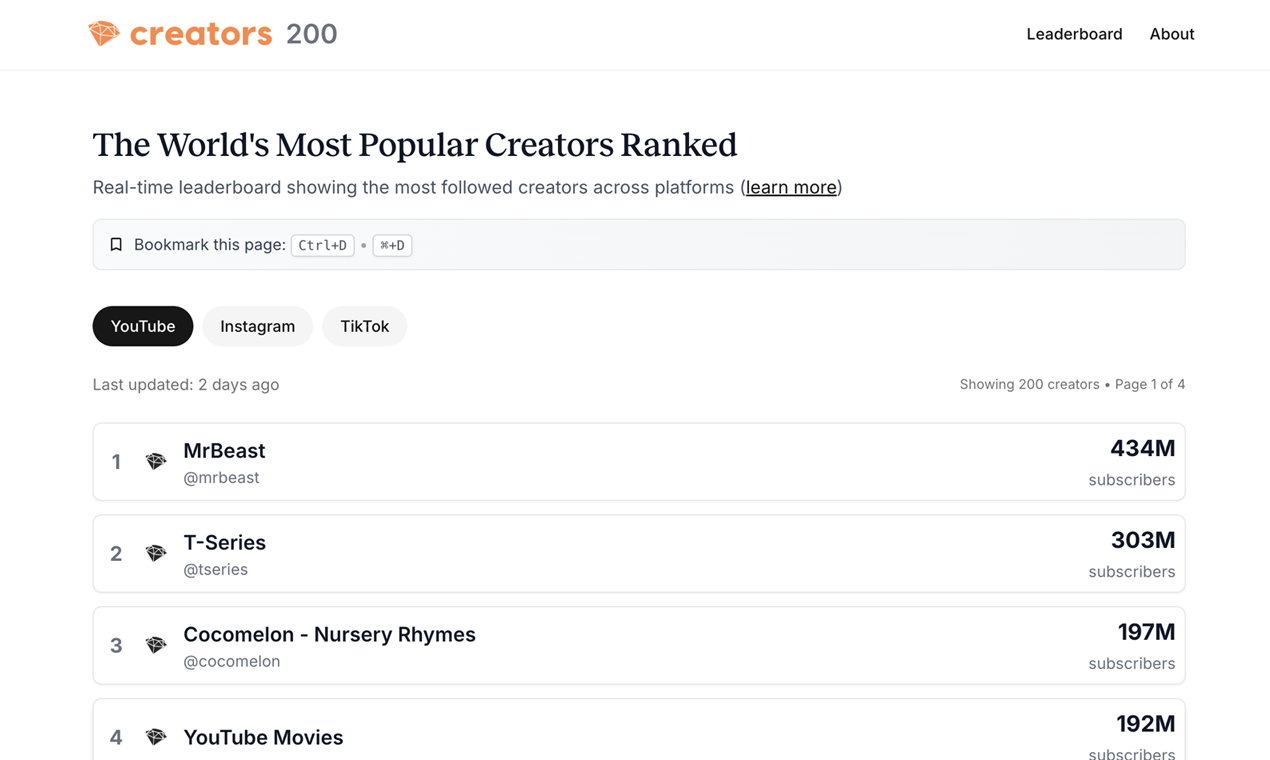 creators 200
Leaderboard About
The World's Most Popular Creators Ranked
Real-time leaderboard showing the most followed creators across platforms (learn more)
Bookmark this page: Ctrl+D • ⌘+D
YouTube Instagram TikTok
Last updated: 2 days ago
Showing 200 creators • Page 1 of 4
1
MrBeast
@mrbeast
434M
subscribers
2
T-Series
@tseries
303M
subscribers
3
Cocomelon - Nursery Rhymes
@cocomelon
197M
subscribers
4
YouTube Movies
192M
subscribers